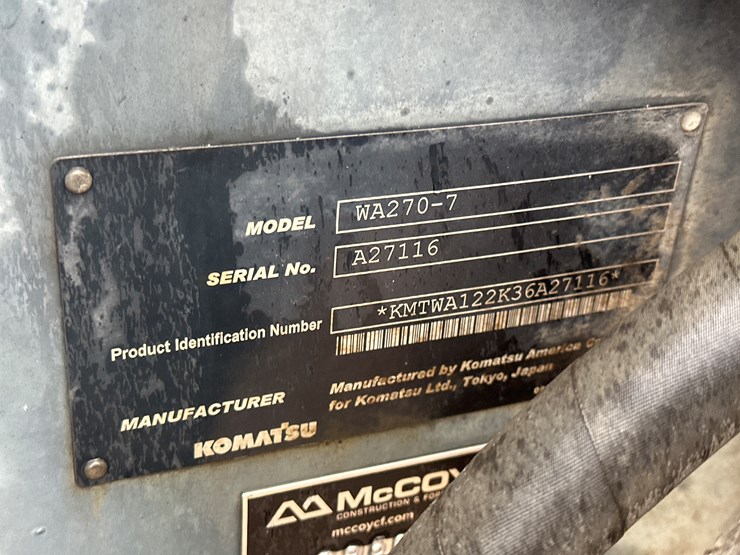 MODEL WA270-7
SERIAL No. A27116
Product Identification Number *KMTWA122K36A27116*
Manufactured by Komatsu America
for Komatsu Ltd., Tokyo, Japan
MANUFACTURER
KOMATSU
McCOY
CONSTRUCTION &
mccoycf.com